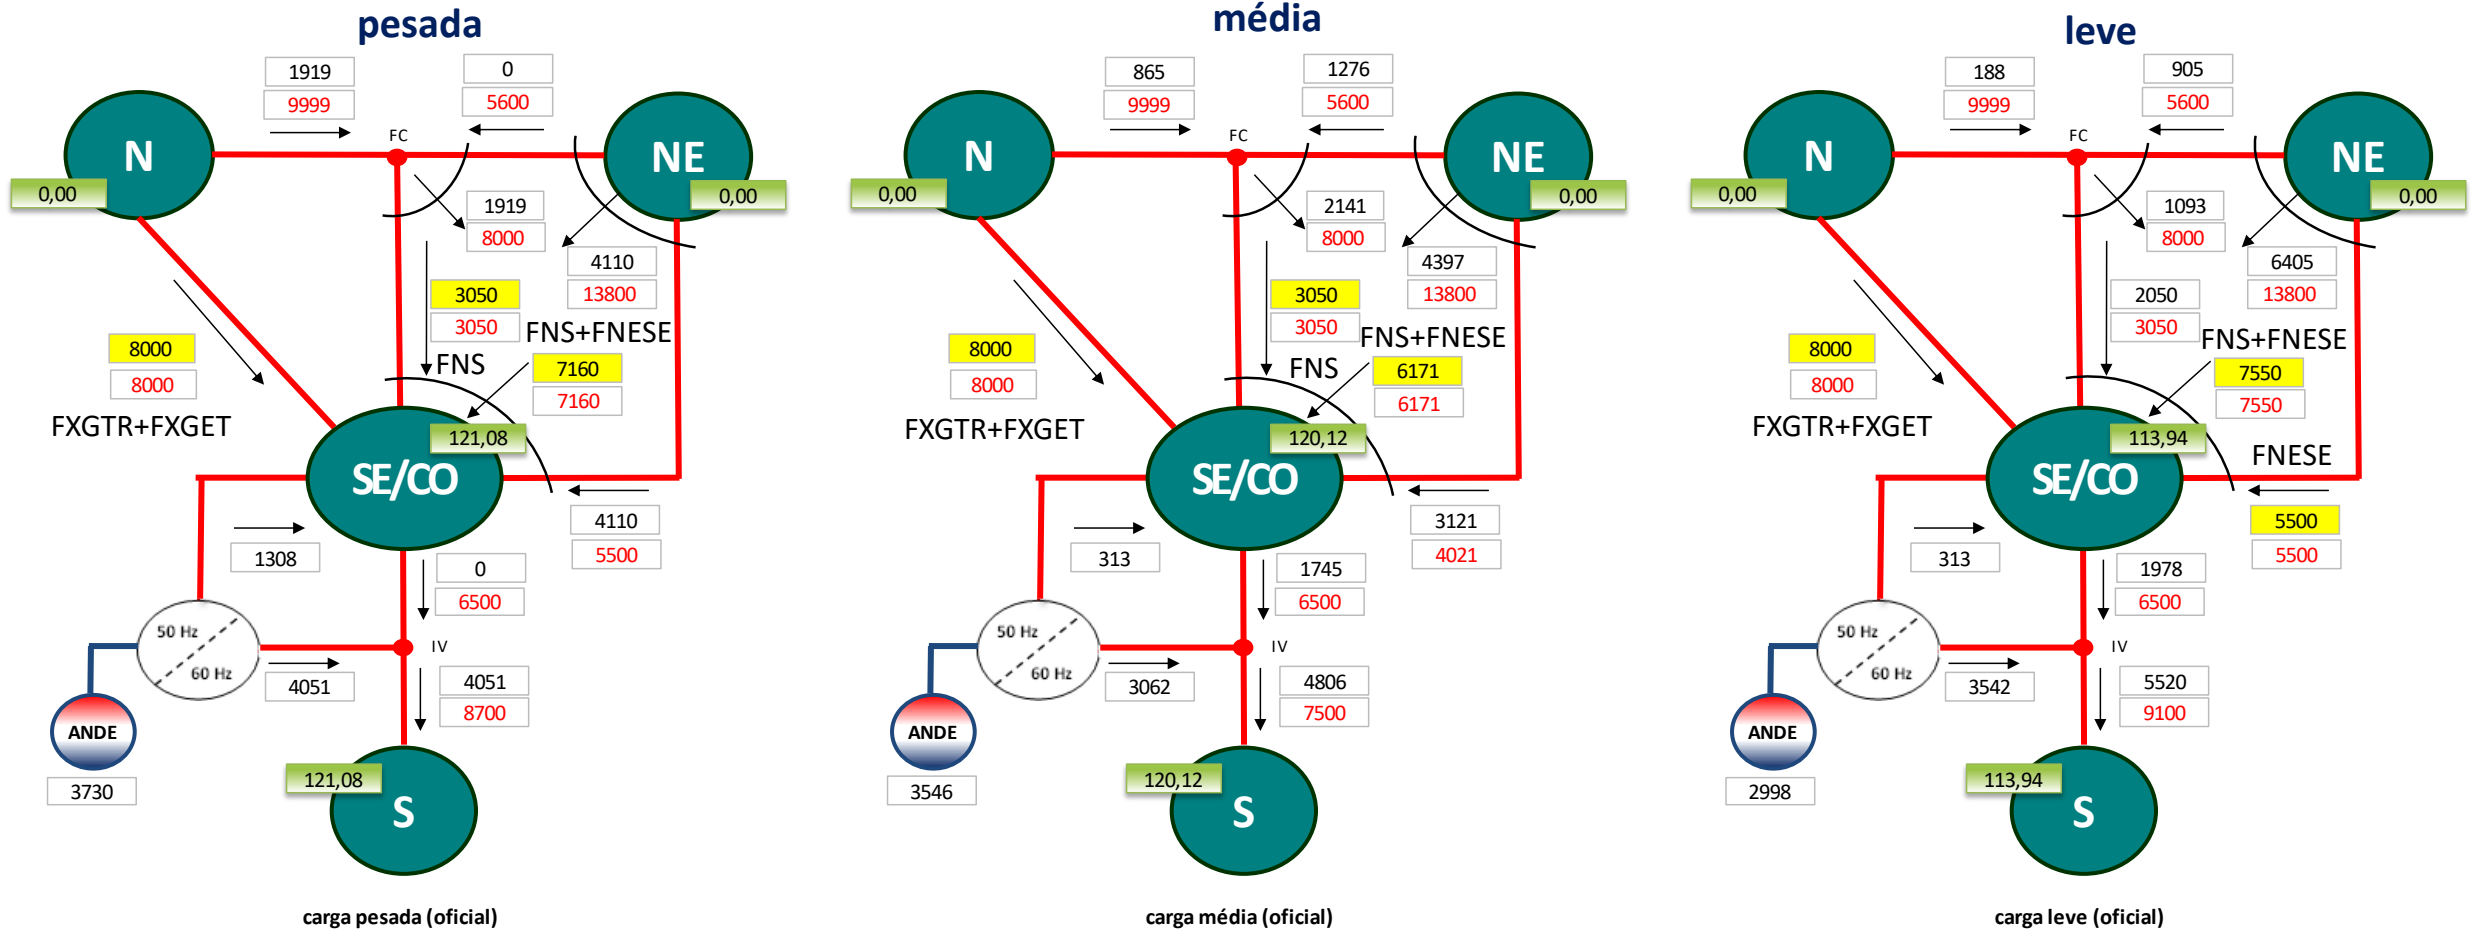 pesada
1919
9999
0
5600
FC
N
NE
0,00
0,00
1919
8000
4110
13800
3050
3050
FNS+FNESE
8000
8000
FNS
7160
7160
FXGTR+FXGET
121,08
SE/CO
4110
5500
1308
0
6500
50 Hz
60 Hz
IV
4051
4051
8700
ANDE
3730
121,08
S
carga pesada (oficial)
média
865
9999
1276
5600
FC
N
NE
0,00
0,00
2141
8000
4397
13800
3050
3050
FNS+FNESE
8000
8000
FNS
6171
6171
FXGTR+FXGET
120,12
SE/CO
3121
4021
313
1745
6500
50 Hz
60 Hz
IV
3062
4806
7500
ANDE
3546
120,12
S
carga média (oficial)
leve
188
9999
905
5600
FC
N
NE
0,00
0,00
1093
8000
6405
13800
2050
3050
FNS+FNESE
8000
8000
7550
7550
FXGTR+FXGET
113,94
SE/CO
FNESE
5500
5500
313
1978
6500
50 Hz
60 Hz
IV
3542
5520
9100
ANDE
2998
113,94
S
carga leve (oficial)